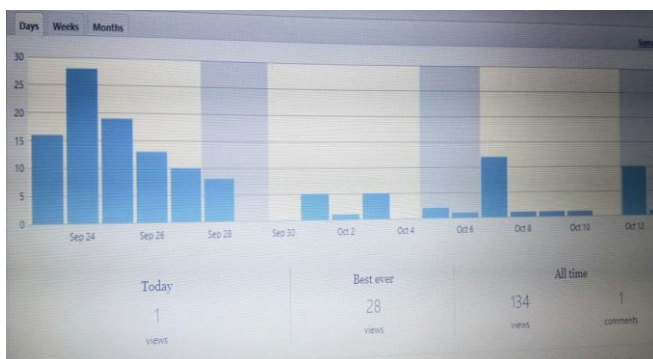 Days Weeks Months
30
25
20
15
10
5
0
Sep 24 Sep 26 Sep 28 Sep 30 Oct 2 Oct 4 Oct 6 Oct 8 Oct 10 Oct 12
Today
1
views
Best ever
28
views
All time
134
views
1
comments